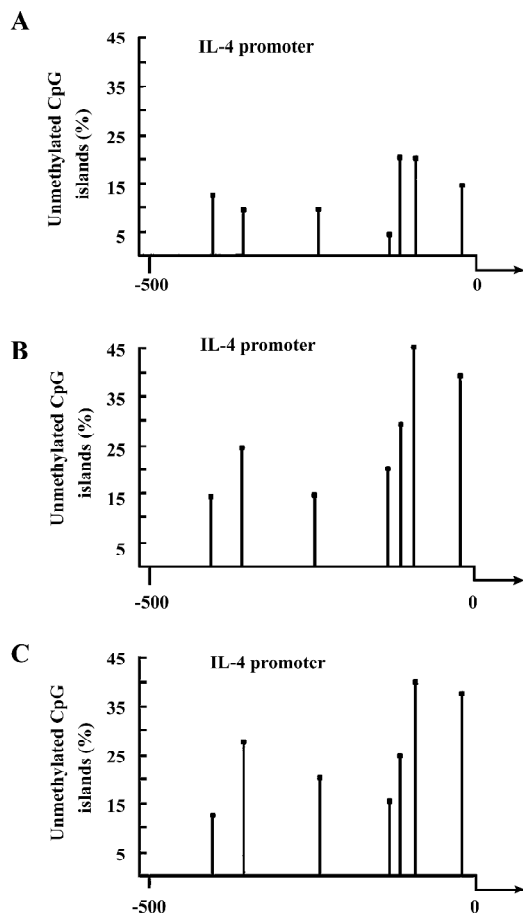 A
IL-4 promoter
Unmethylated CpG
islands (%)
45
35
25
15
5
-500
0
B
IL-4 promoter
Unmethylated CpG
islands (%)
45
35
25
15
5
-500
0
C
IL-4 promoter
Unmethylated CpG
islands (%)
45
35
25
15
5
-500
0